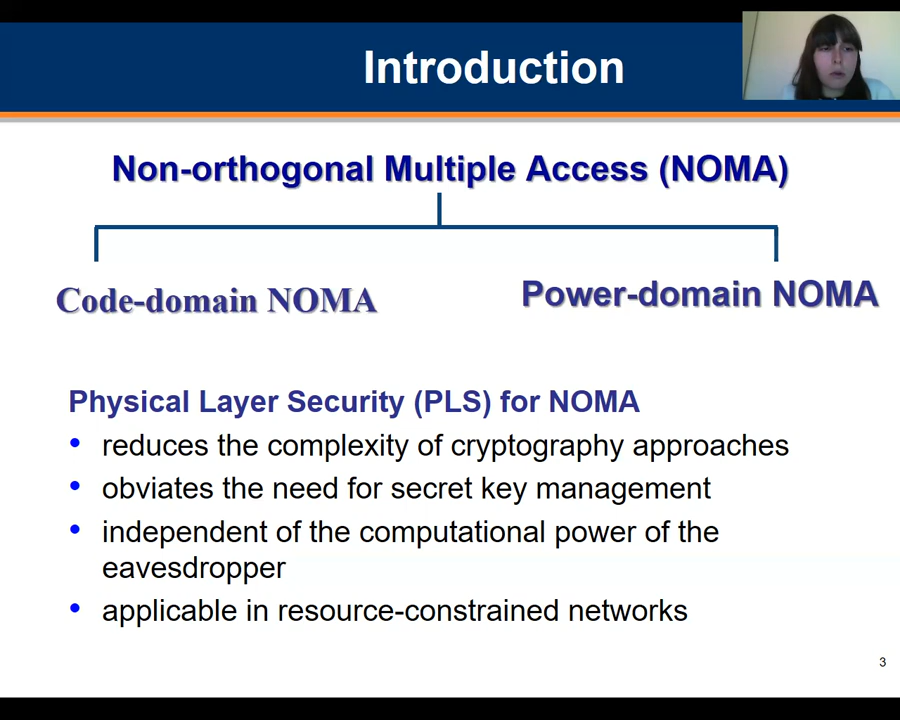 Introduction
Non-orthogonal Multiple Access (NOMA)
Code-domain NOMA
Power-domain NOMA
Physical Layer Security (PLS) for NOMA
• reduces the complexity of cryptography approaches
• obviates the need for secret key management
• independent of the computational power of the
eavesdropper
• applicable in resource-constrained networks
3